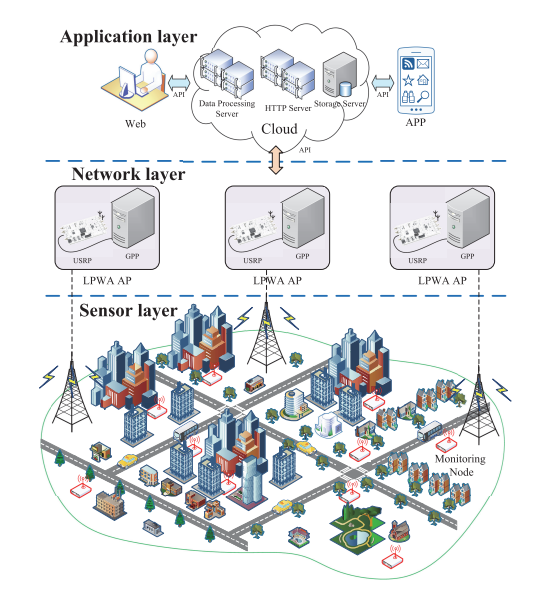 Application layer
API
API
Data Processing
Server
HTTP Server
Storage Server
Web
Cloud
APP
API
Network layer
USRP
GPP
USRP
GPP
USRP
GPP
LPWA AP
LPWA AP
LPWA AP
Sensor layer
Monitoring
Node